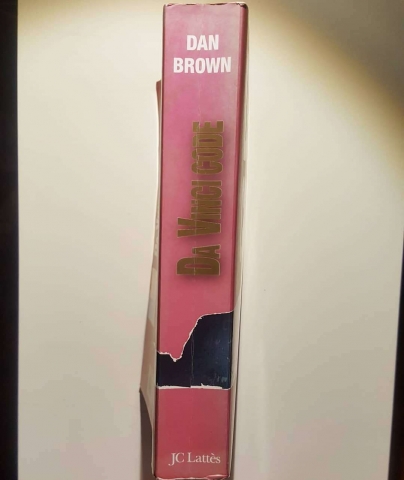 DAN
BROWN
DA VINCI CODE
JC Lattès